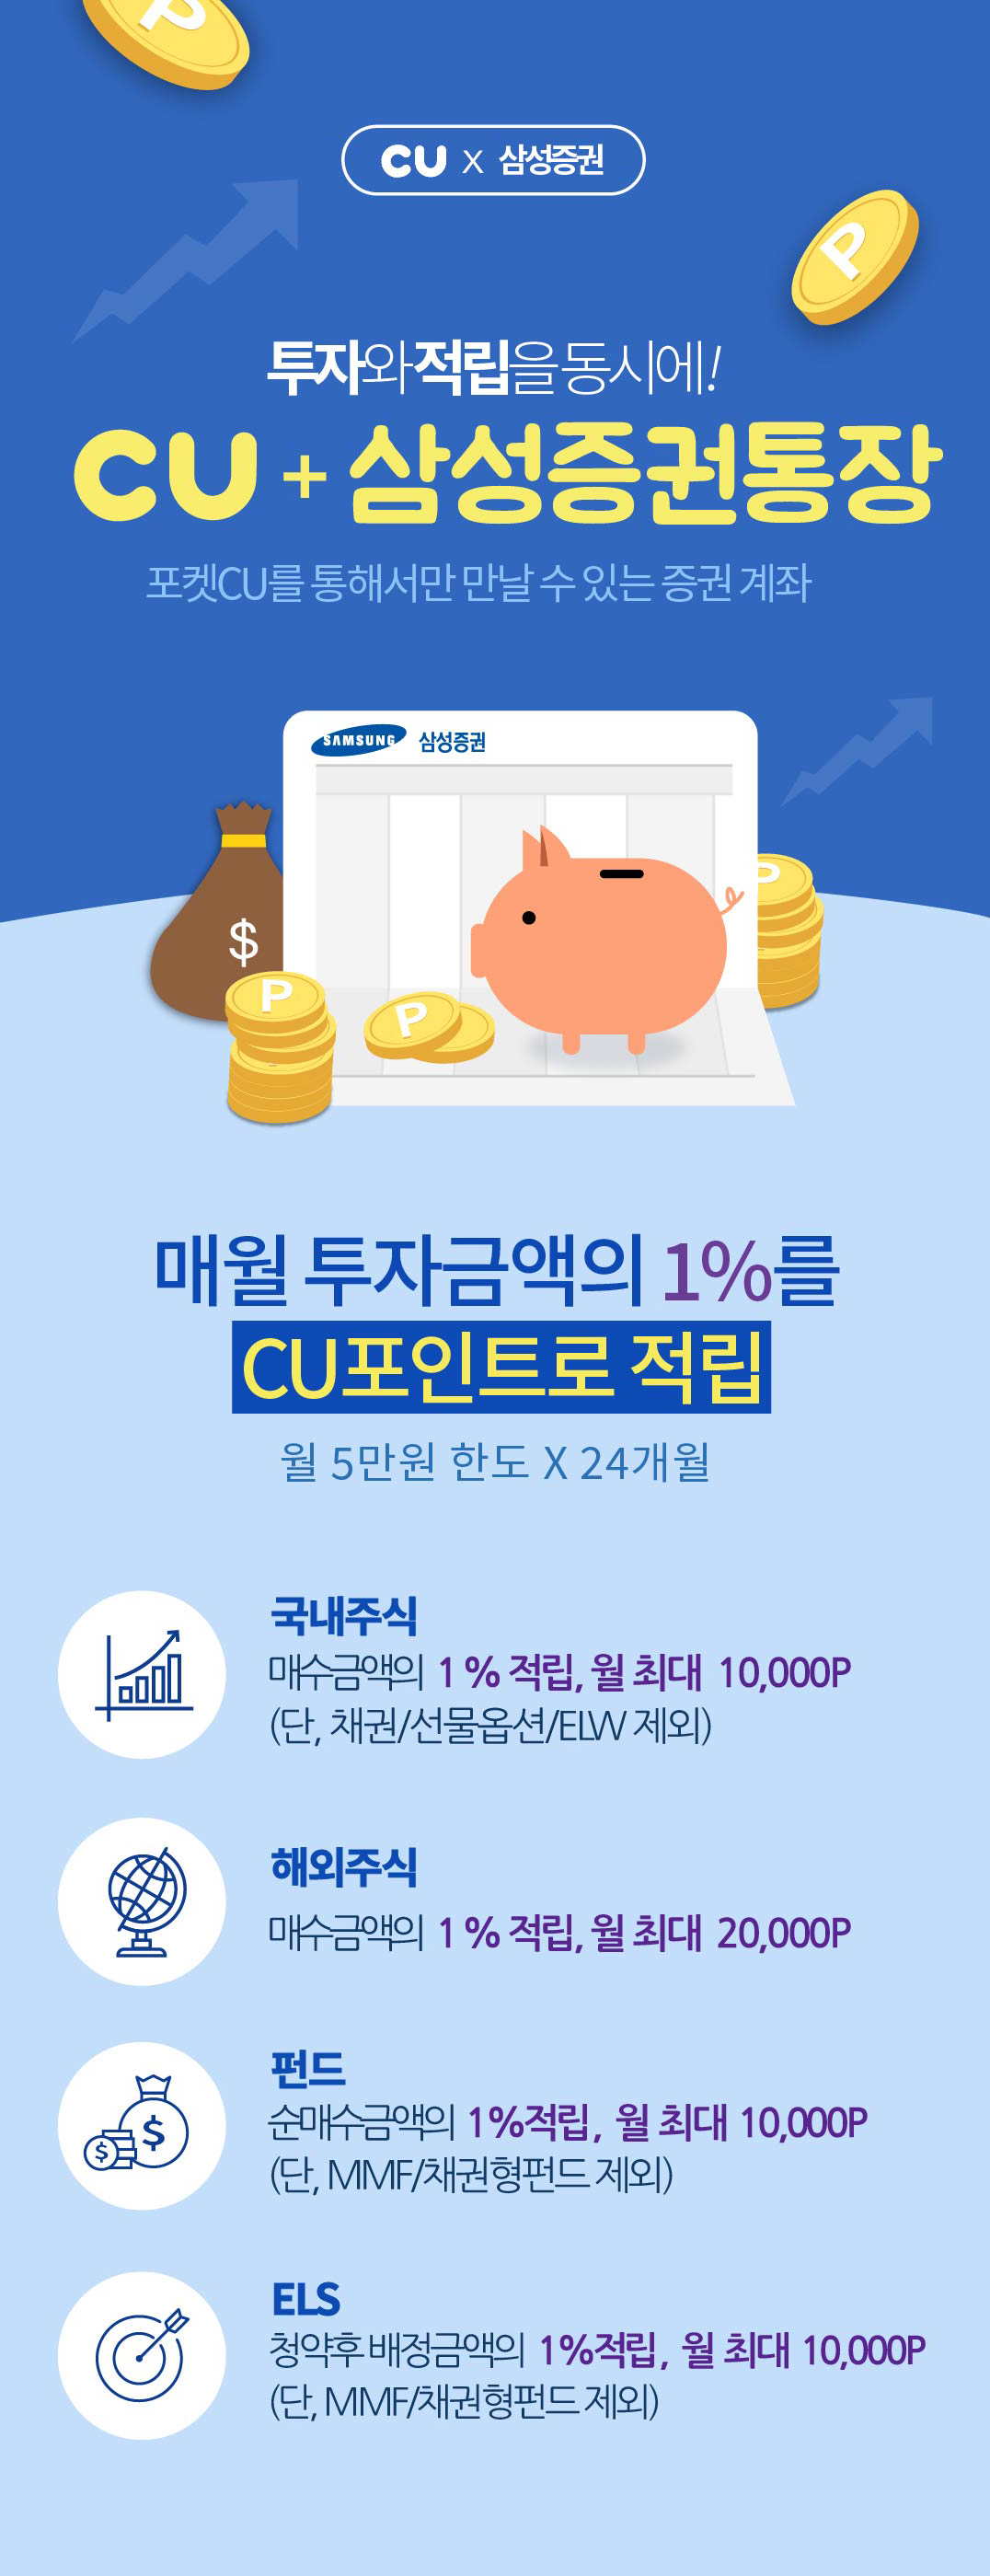 P
CU X 삼성증권
P
투자와 적립을 동시에!
CU + 삼성증권통장
포켓CU를 통해서만 만날 수 있는 증권 계좌
SAMSUNG 삼성증권
P
$
P
P
매월 투자금액의 1%를
CU포인트로 적립
월 5만원 한도 X 24개월
국내주식
매수금액의 1 % 적립, 월 최대 10,000P
(단, 채권/선물옵션/ELW 제외)
해외주식
매수금액의 1 % 적립, 월 최대 20,000P
펀드
순매수금액의 1%적립, 월 최대 10,000P
(단, MMF/채권형펀드 제외)
$
$
ELS
청약후 배정금액의 1%적립, 월 최대 10,000P
(단, MMF/채권형펀드 제외)